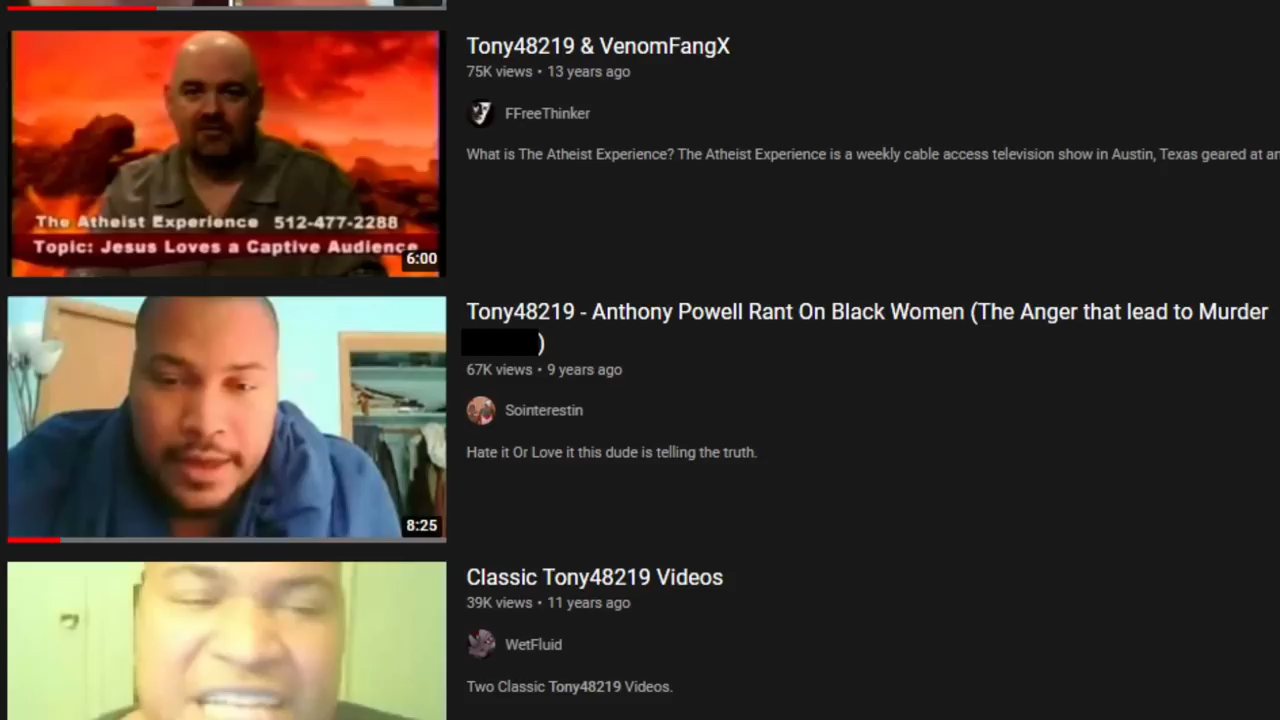 The Atheist Experience 512-477-2288
Topic: Jesus Loves a Captive Audience
6:00
Tony48219 & VenomFangX
75K views • 13 years ago
FFreeThinker
What is The Atheist Experience? The Atheist Experience is a weekly cable access television show in Austin, Texas geared at
8:25
Tony48219 - Anthony Powell Rant On Black Women (The Anger that lead to Murder
)
67K views • 9 years ago
Sointerestin
Hate it Or Love it this dude is telling the truth.
Classic Tony48219 Videos
39K views • 11 years ago
WetFluid
Two Classic Tony48219 Videos.